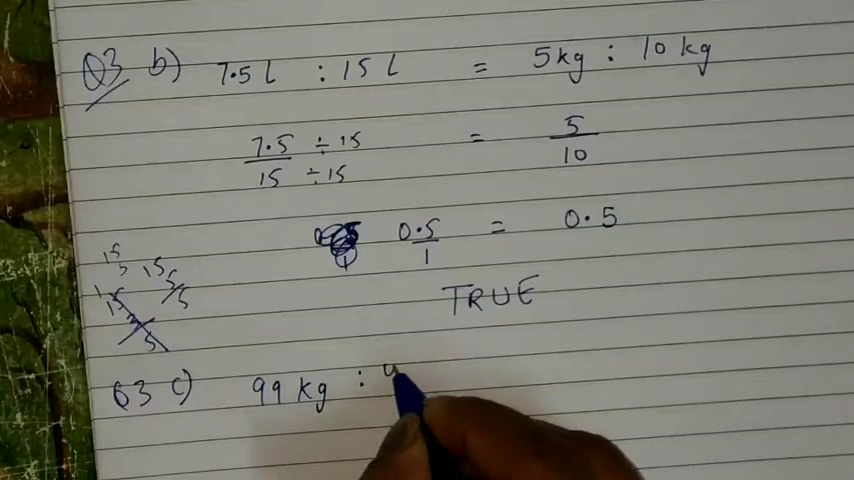 Q3 b) 7.5 l : 15 l = 5 kg : 10 kg
7.5 ÷ 15 = 5
15 ÷ 15 10
0.5 = 0.5
1
TRUE
Q3 c) 99 kg :